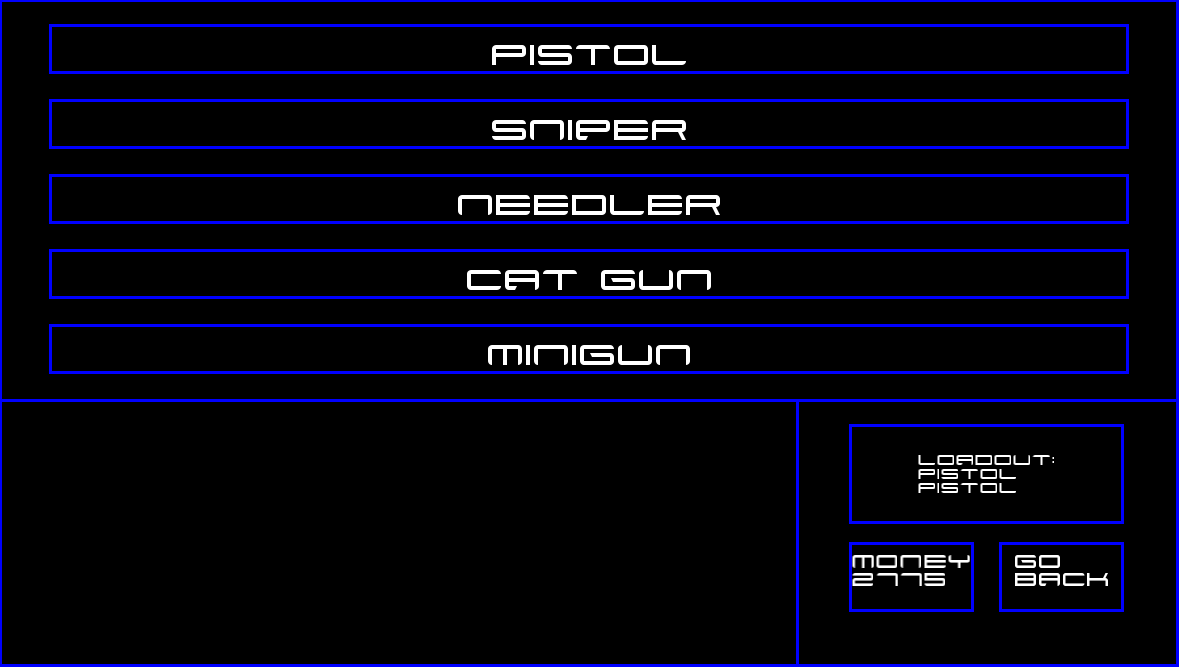 PISTOL
SNIPER
NEEDLER
CAT GUN
MINIGUN
LOADOUT:
PISTOL
PISTOL
MONEY
2775
GO
BACK